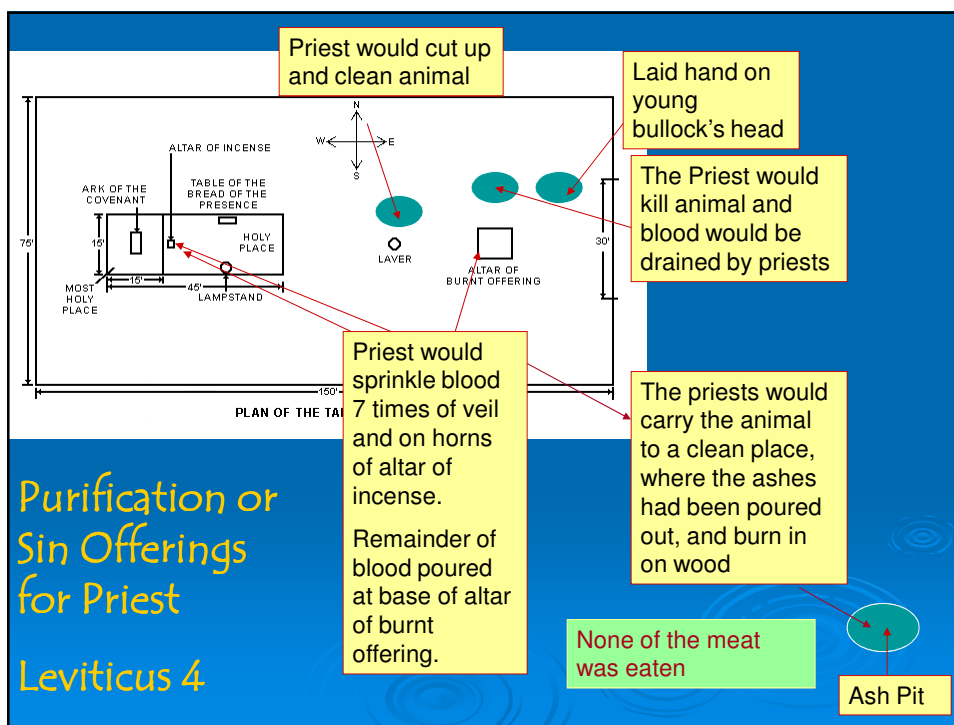 Priest would cut up
and clean animal
Laid hand on
young
bullock's head
The Priest would
kill animal and
blood would be
drained by priests
N
W
E
S
ALTAR OF INCENSE
ARK OF THE
COVENANT
TABLE OF THE
BREAD OF THE
PRESENCE
HOLY
PLACE
75'
15'
15'
45'
MOST
HOLY
PLACE
LAMPSTAND
LAVER
ALTAR OF
BURNT OFFERING
30'
150'
PLAN OF THE TA
Priest would
sprinkle blood
7 times of veil
and on horns
of altar of
incense.
Remainder of
blood poured
at base of altar
of burnt
offering.
The priests would
carry the animal
to a clean place,
where the ashes
had been poured
out, and burn in
on wood
Purification or
Sin Offerings
for Priest
Leviticus 4
None of the meat
was eaten
Ash Pit